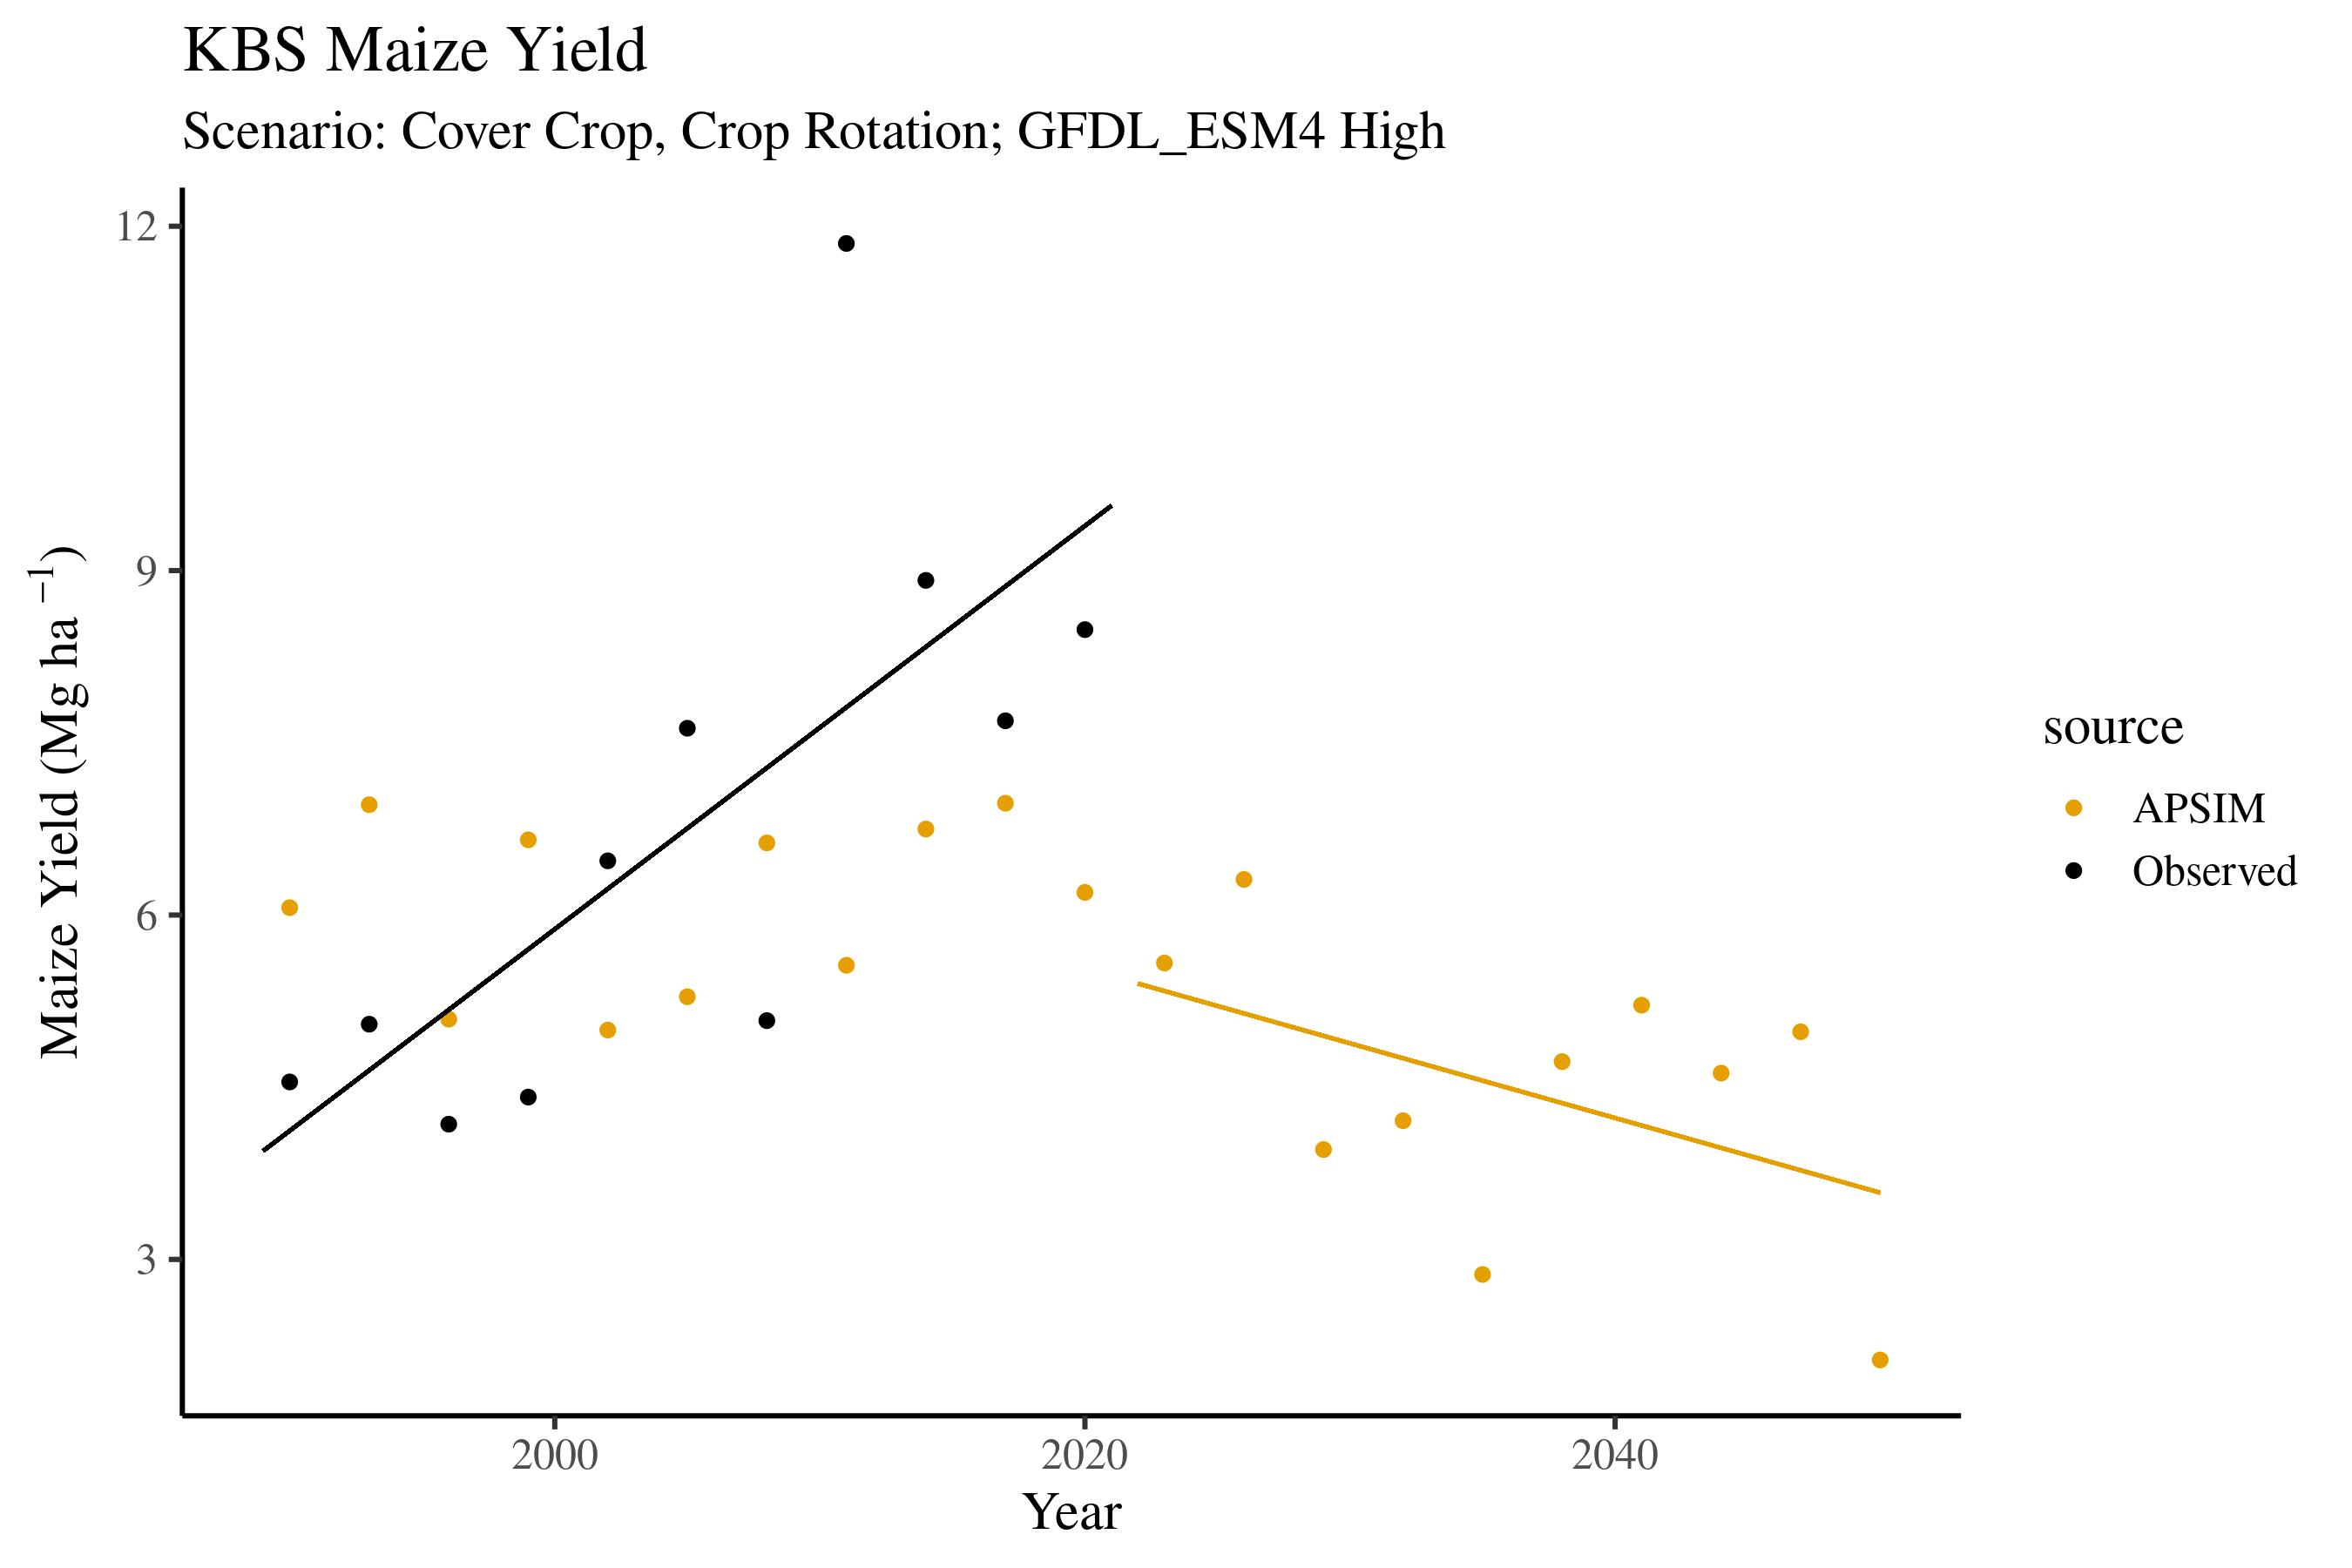 KBS Maize Yield
Scenario: Cover Crop, Crop Rotation; GFDL_ESM4 High
12
9
6
3
Maize Yield (Mg ha −1)
2000
2020
2040
Year
source
APSIM
Observed